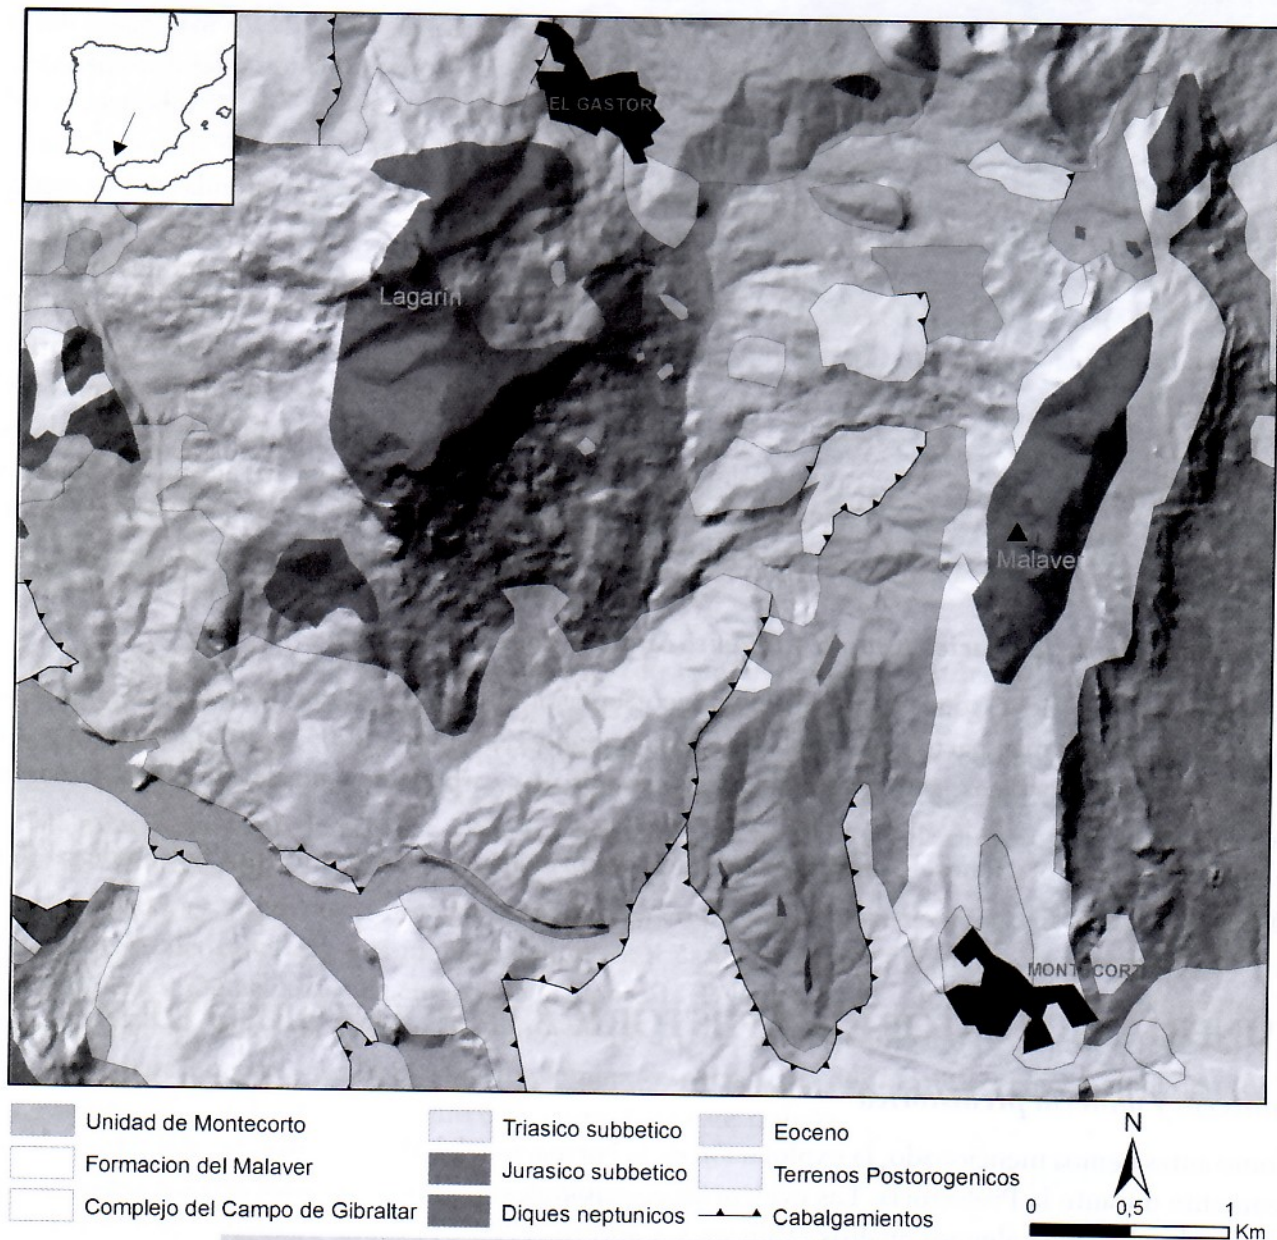 EL GASTOR
Lagarín
Malaver
MONTECORTO
Unidad de Montecorto
Formacion del Malaver
Complejo del Campo de Gibraltar
Triasico subbetico
Jurasico subbetico
Diques neptunicos
Eoceno
Terrenos Postorogenicos
Cabalgamientos
N
0 0,5 1
Km